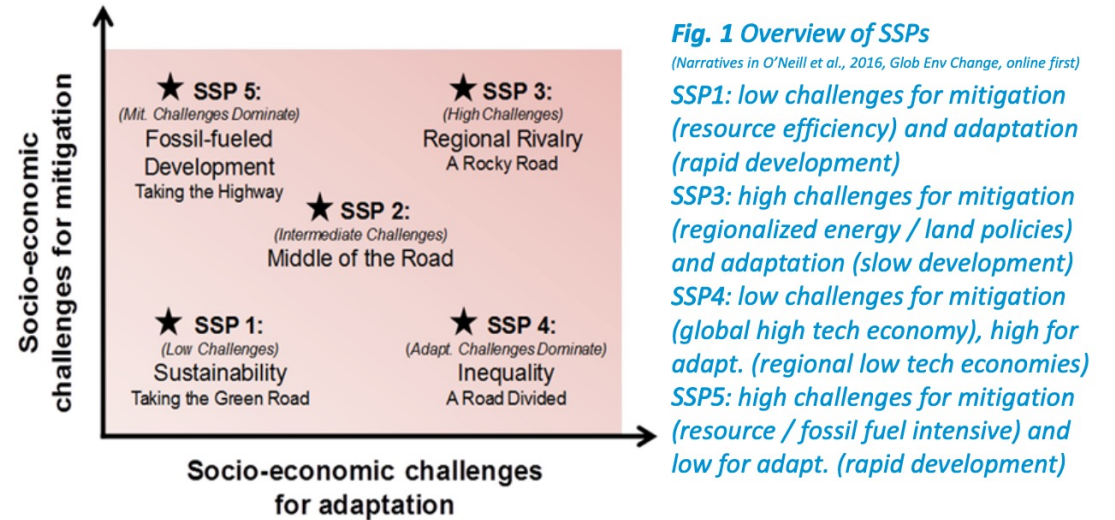 Socio-economic
challenges for mitigation
★ SSP 5:
(Mit. Challenges Dominate)
Fossil-fueled
Development
Taking the Highway
★ SSP 3:
(High Challenges)
Regional Rivalry
A Rocky Road
★ SSP 2:
(Intermediate Challenges)
Middle of the Road
★ SSP 1:
(Low Challenges)
Sustainability
Taking the Green Road
★ SSP 4:
(Adapt. Challenges Dominate)
Inequality
A Road Divided
Socio-economic challenges
for adaptation
Fig. 1 Overview of SSPs
(Narratives in O’Neill et al., 2016, Glob Env Change, online first)
SSP1: low challenges for mitigation
(resource efficiency) and adaptation
(rapid development)
SSP3: high challenges for mitigation
(regionalized energy / land policies)
and adaptation (slow development)
SSP4: low challenges for mitigation
(global high tech economy), high for
adapt. (regional low tech economies)
SSP5: high challenges for mitigation
(resource / fossil fuel intensive) and
low for adapt. (rapid development)